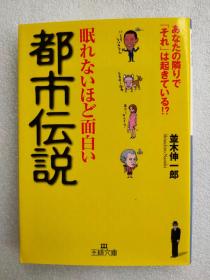 あなたの隣りで
「それ」は起きている!?
眠れないほど面白い
都市伝説
並木伸一郎
王様文庫